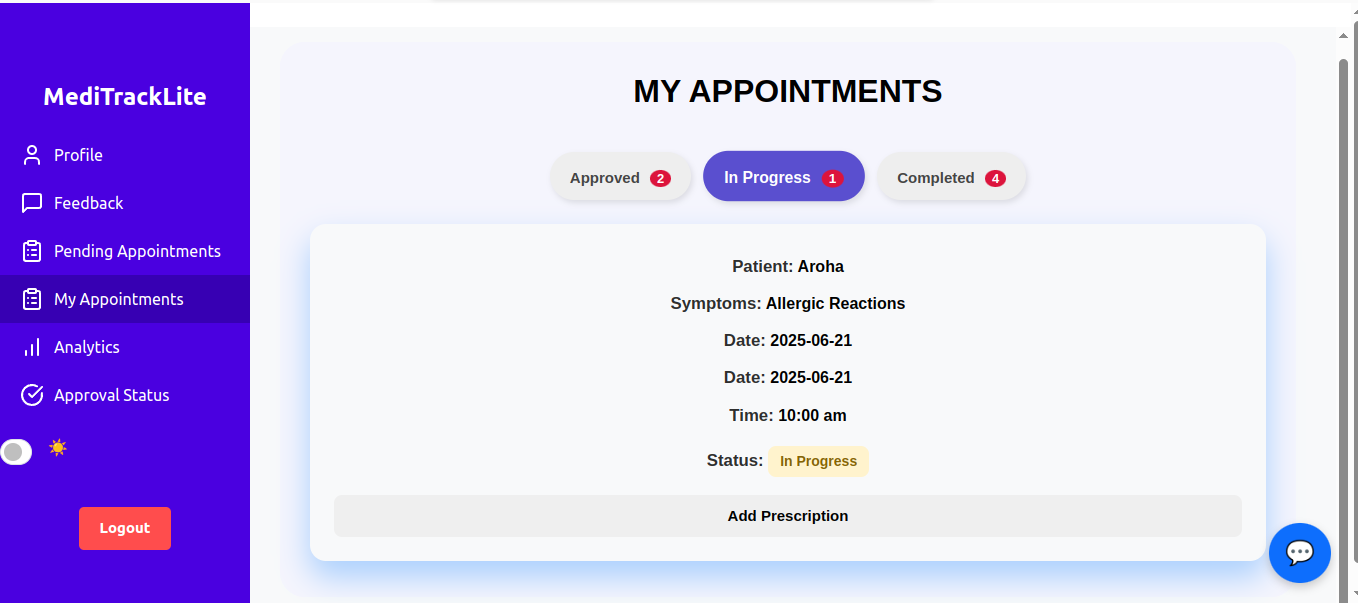 MediTrackLite
Profile
Feedback
Pending Appointments
My Appointments
Analytics
Approval Status
Logout
MY APPOINTMENTS
Approved 2
In Progress 1
Completed 4
Patient: Aroha
Symptoms: Allergic Reactions
Date: 2025-06-21
Date: 2025-06-21
Time: 10:00 am
Status: In Progress
Add Prescription